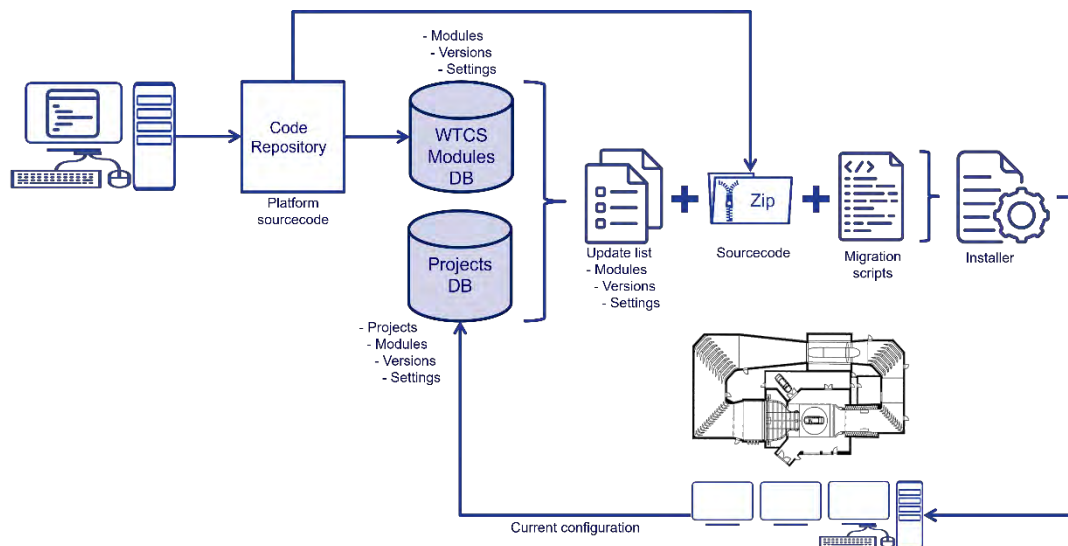 - Modules
- Versions
- Settings
Code
Repository
Platform
sourcecode
WTCS
Modules
DB
Projects
DB
- Projects
- Modules
- Versions
- Settings
Update list
- Modules
- Versions
- Settings
Zip
Sourcecode
</>
Migration
scripts
Installer
Current configuration